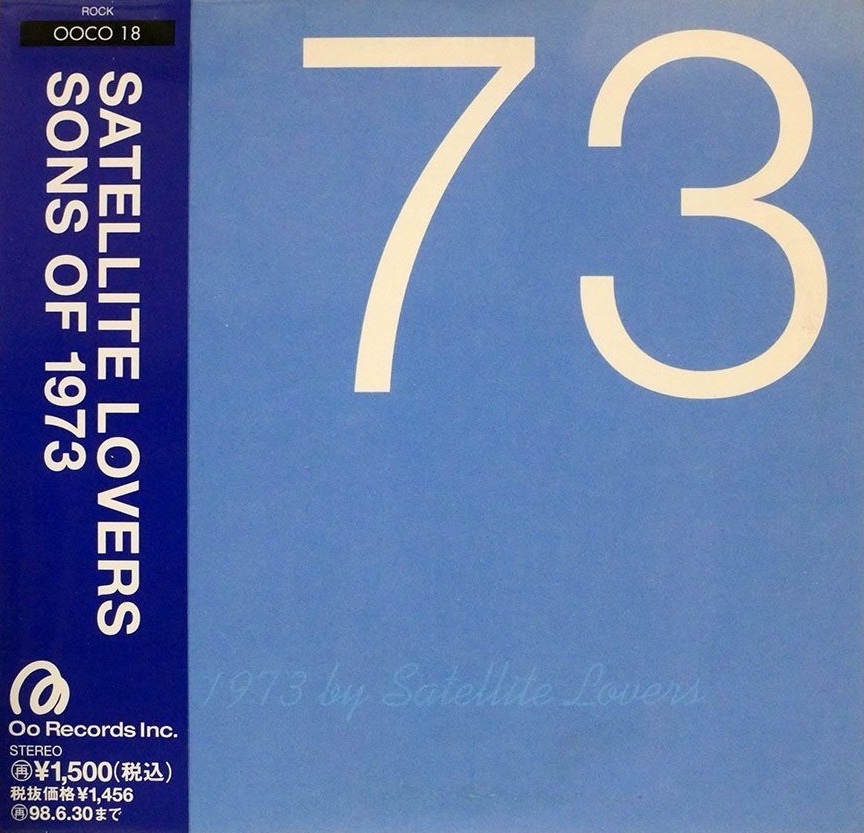 ROCK
OOCO 18
SATELLITE LOVERS
SONS OF 1973
73
1973 by Satellite Lovers
Oo Records Inc.
STEREO
再¥1,500(税込)
税抜価格¥1,456
再98.6.30まで